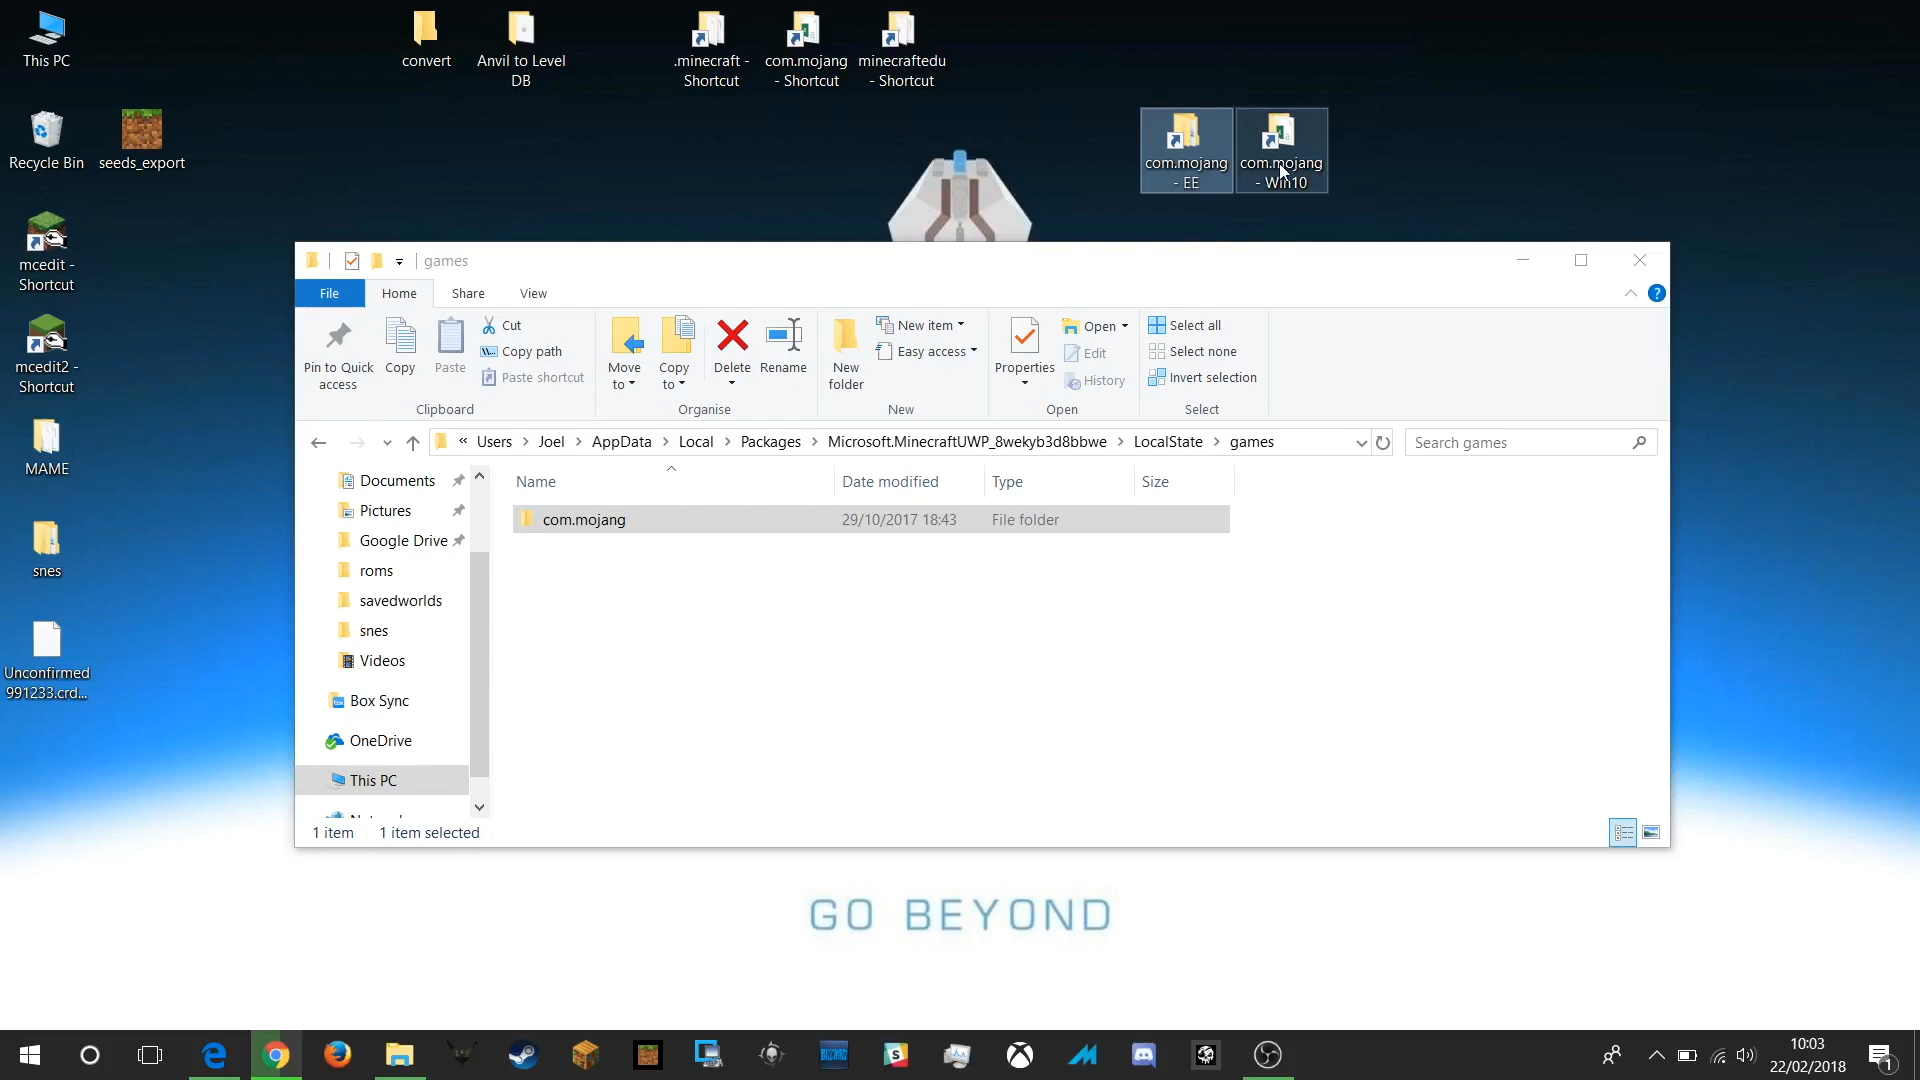 This PC
convert
Anvil to Level
DB
.minecraft -
Shortcut
com.mojang
- Shortcut
minecraftedu
- Shortcut
Recycle Bin
seeds_export
com.mojang
- EE
com.mojang
- Win10
mcedit -
Shortcut
mcedit2 -
Shortcut
MAME
snes
Unconfirmed
991233.crd...
games
File
Home
Share
View
?
Pin to Quick
access
Copy
Paste
Cut
Copy path
Paste shortcut
Clipboard
Move
to
Copy
to
Delete
Rename
Organise
New
folder
New item
Easy access
New
Properties
Open
Edit
History
Open
Select all
Select none
Invert selection
Select
« Users > Joel > AppData > Local > Packages > Microsoft.MinecraftUWP_8wekyb3d8bbwe > LocalState > games
Search games
Name
Date modified
Type
Size
com.mojang
29/10/2017 18:43
File folder
Documents
Pictures
Google Drive
roms
savedworlds
snes
Videos
Box Sync
OneDrive
This PC
1 item
1 item selected
GO BEYOND
10:03
22/02/2018
1